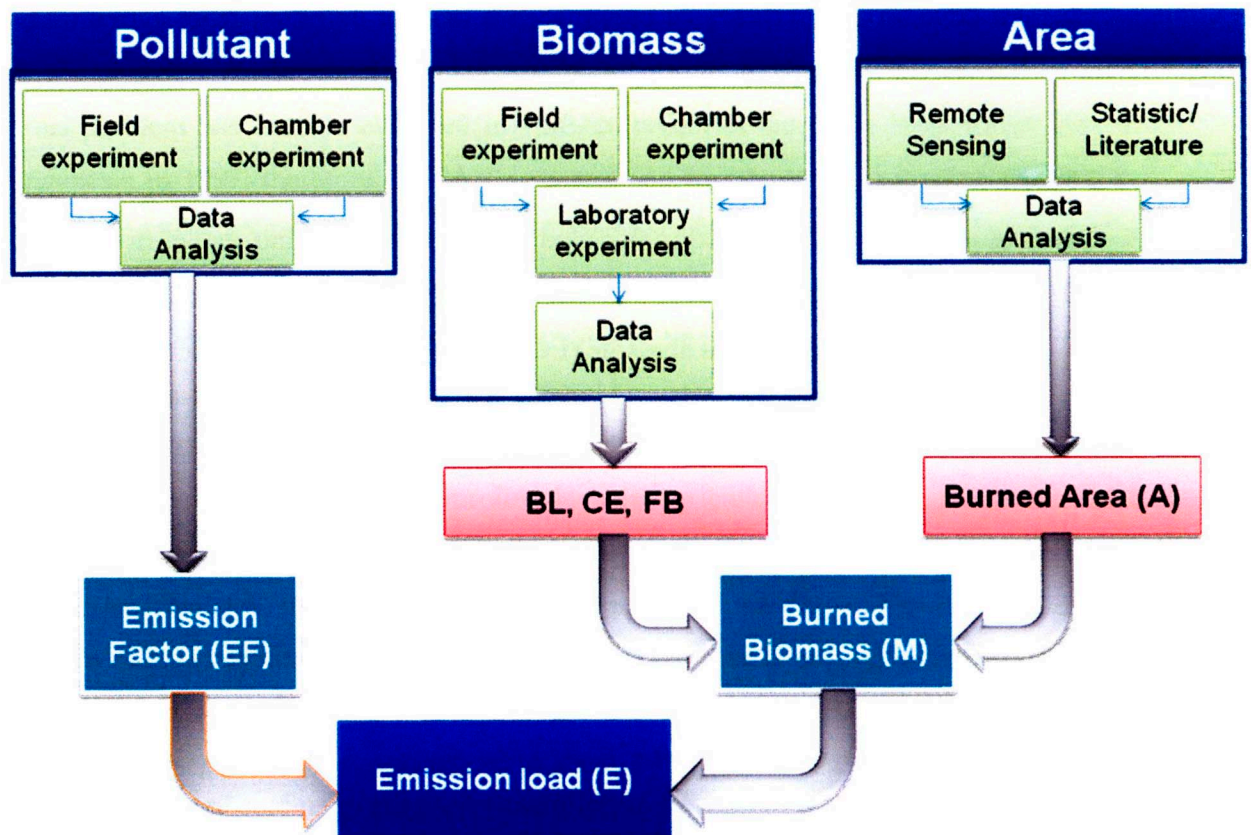 Pollutant
Field
experiment
Chamber
experiment
Data
Analysis
Biomass
Field
experiment
Chamber
experiment
Laboratory
experiment
Data
Analysis
Area
Remote
Sensing
Statistic/
Literature
Data
Analysis
BL, CE, FB
Burned Area (A)
Emission
Factor (EF)
Burned
Biomass (M)
Emission load (E)